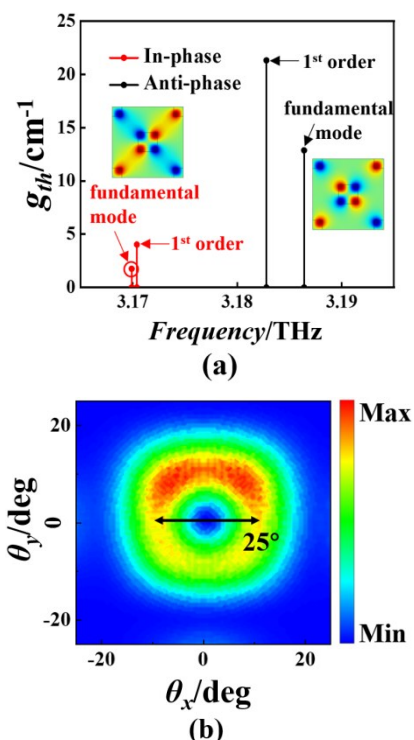 25
In-phase
Anti-phase
20
1st order
15
fundamental
mode
10
fundamental
mode
5
1st order
0
gth/cm-1
3.17 3.18 3.19
Frequency/THz
(a)
20
Max
0
25°
-20
Min
θy/deg
-20 0 20
θx/deg
(b)